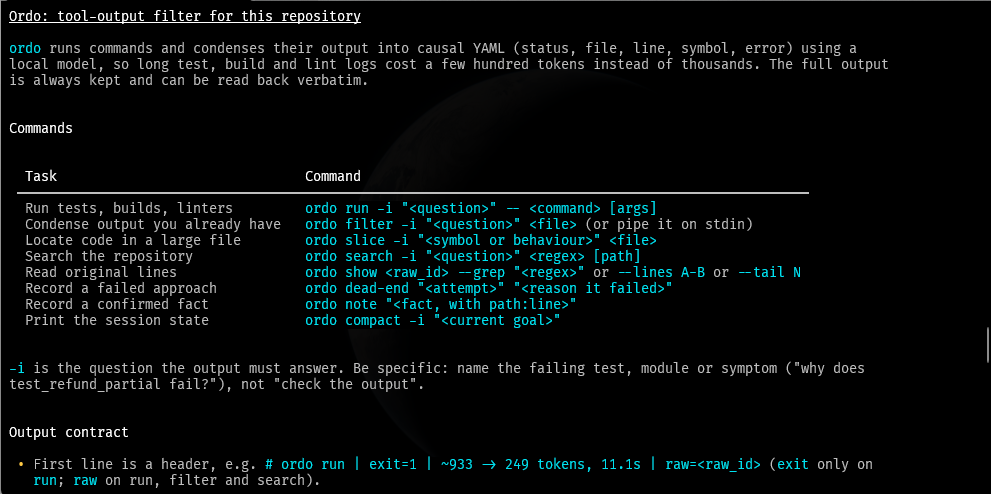 Ordo: tool-output filter for this repository
ordo runs commands and condenses their output into causal YAML (status, file, line, symbol, error) using a
local model, so long test, build and lint logs cost a few hundred tokens instead of thousands. The full output
is always kept and can be read back verbatim.
Commands
Task Command
Run tests, builds, linters ordo run -i "<question>" -- <command> [args]
Condense output you already have ordo filter -i "<question>" <file> (or pipe it on stdin)
Locate code in a large file ordo slice -i "<symbol or behaviour>" <file>
Search the repository ordo search -i "<question>" <regex> [path]
Read original lines ordo show <raw_id> --grep "<regex>" or --lines A-B or --tail N
Record a failed approach ordo dead-end "<attempt>" "<reason it failed>"
Record a confirmed fact ordo note "<fact, with path:line>"
Print the session state ordo compact -i "<current goal>"
-i is the question the output must answer. Be specific: name the failing test, module or symptom ("why does
test_refund_partial fail?"), not "check the output".
Output contract
• First line is a header, e.g. # ordo run | exit=1 | ~933 → 249 tokens, 11.1s | raw=<raw_id> (exit only on
run; raw on run, filter and search).